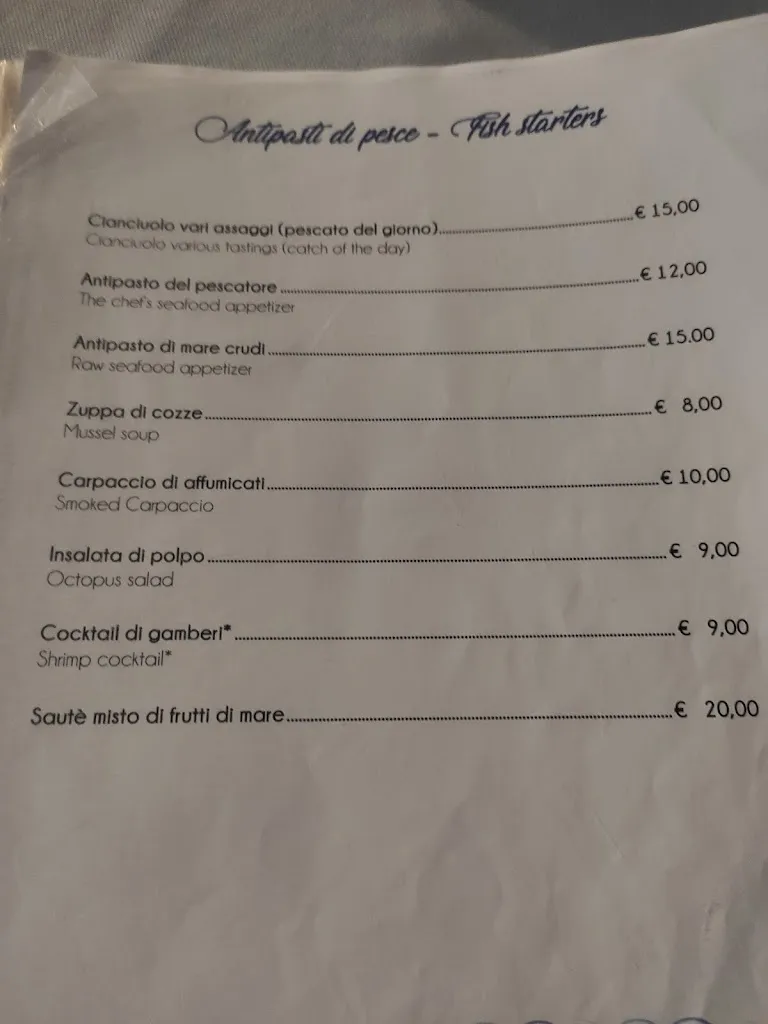 Antipasti di pesce - Fish starters
Cianciuolo vari assaggi (pescato del giorno)........€ 15,00
Cianciuolo various tastings (catch of the day)
Antipasto del pescatore........€ 12,00
The chef's seafood appetizer
Antipasto di mare crudi........€ 15.00
Raw seafood appetizer
Zuppa di cozze........€ 8,00
Mussel soup
Carpaccio di affumicati........€ 10,00
Smoked Carpaccio
Insalata di polpo........€ 9,00
Octopus salad
Cocktail di gamberi*........€ 9,00
Shrimp cocktail*
Sautè misto di frutti di mare........€ 20,00